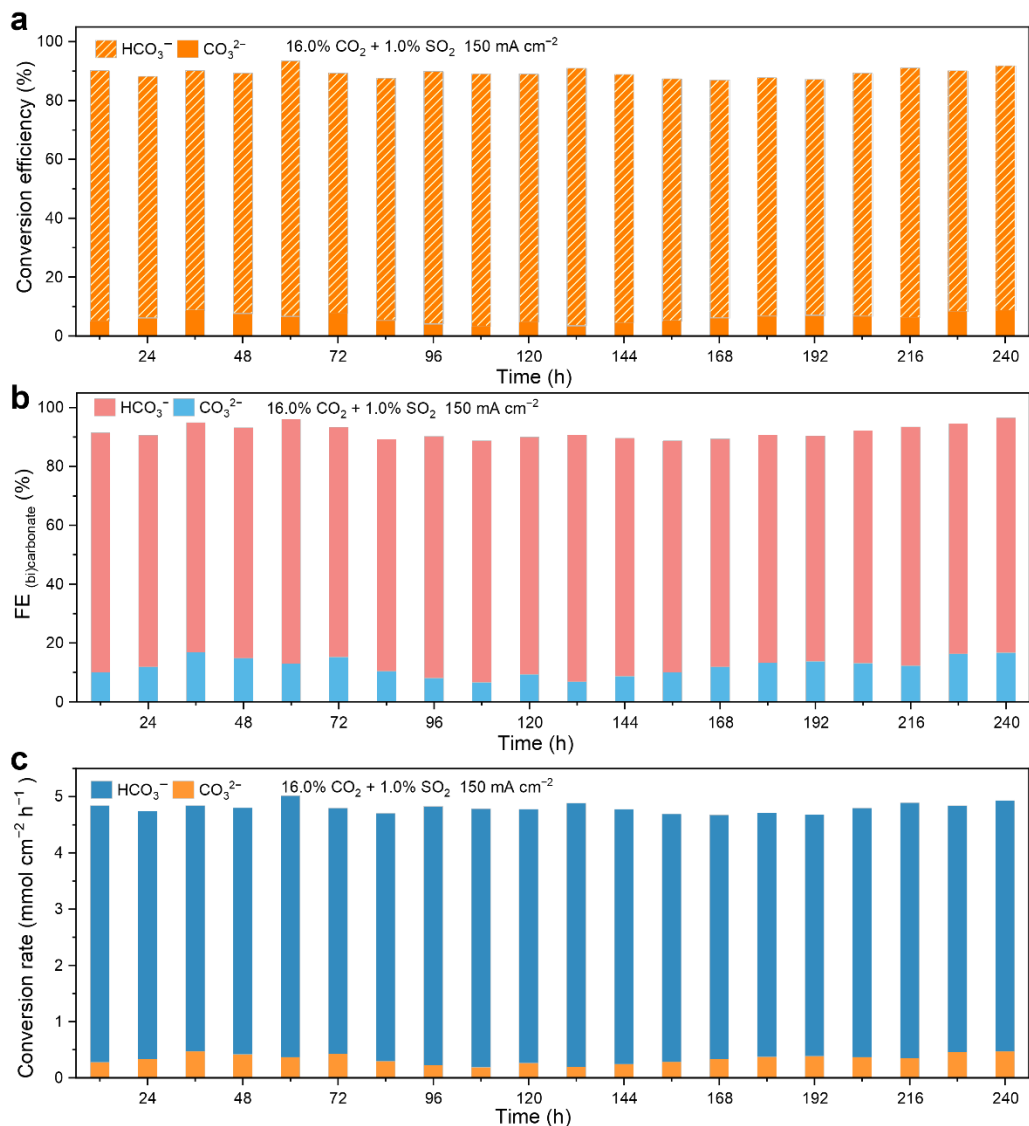 a
HCO₃⁻ CO₃²⁻ 16.0% CO₂ + 1.0% SO₂ 150 mA cm⁻²
Conversion efficiency (%)
100
80
60
40
20
0
24 48 72 96 120 144 168 192 216 240
Time (h)
b
HCO₃⁻ CO₃²⁻ 16.0% CO₂ + 1.0% SO₂ 150 mA cm⁻²
FE (bi)carbonate (%)
100
80
60
40
20
0
24 48 72 96 120 144 168 192 216 240
Time (h)
c
HCO₃⁻ CO₃²⁻ 16.0% CO₂ + 1.0% SO₂ 150 mA cm⁻²
Conversion rate (mmol cm⁻² h⁻¹ )
5
4
3
2
1
0
24 48 72 96 120 144 168 192 216 240
Time (h)